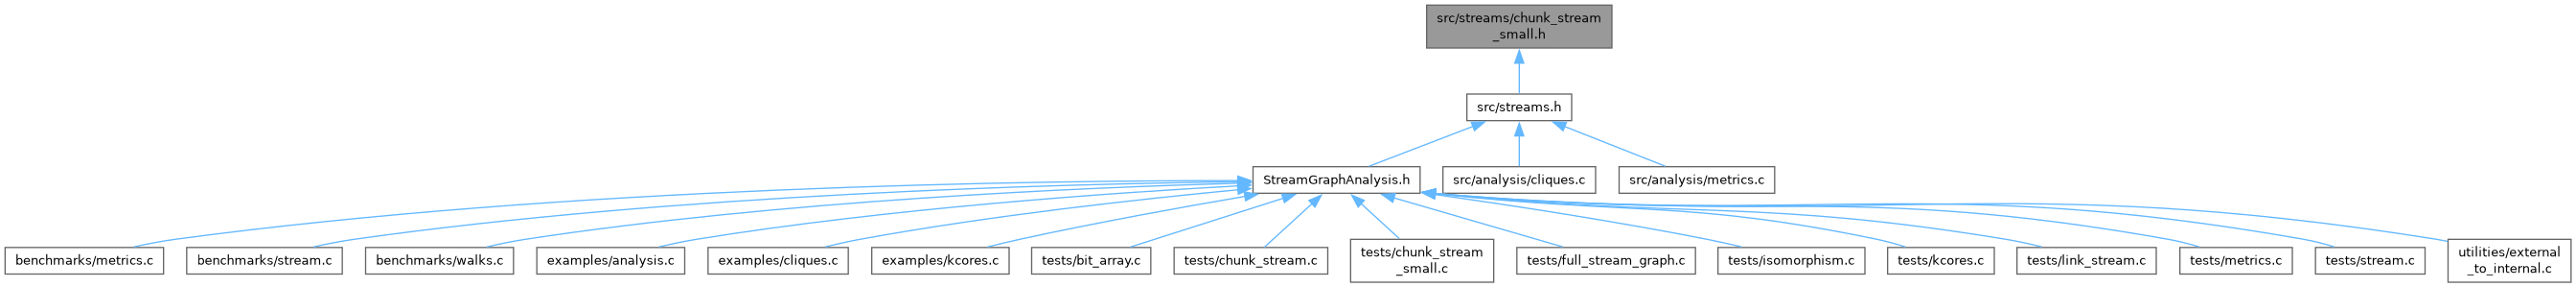 src/streams/chunk_stream
_small.h
src/streams.h
StreamGraphAnalysis.h
src/analysis/cliques.c
src/analysis/metrics.c
benchmarks/metrics.c
benchmarks/stream.c
benchmarks/walks.c
examples/analysis.c
examples/cliques.c
examples/kcores.c
tests/bit_array.c
tests/chunk_stream.c
tests/chunk_stream
_small.c
tests/full_stream_graph.c
tests/isomorphism.c
tests/kcores.c
tests/link_stream.c
tests/metrics.c
tests/stream.c
utilities/external
_to_internal.c